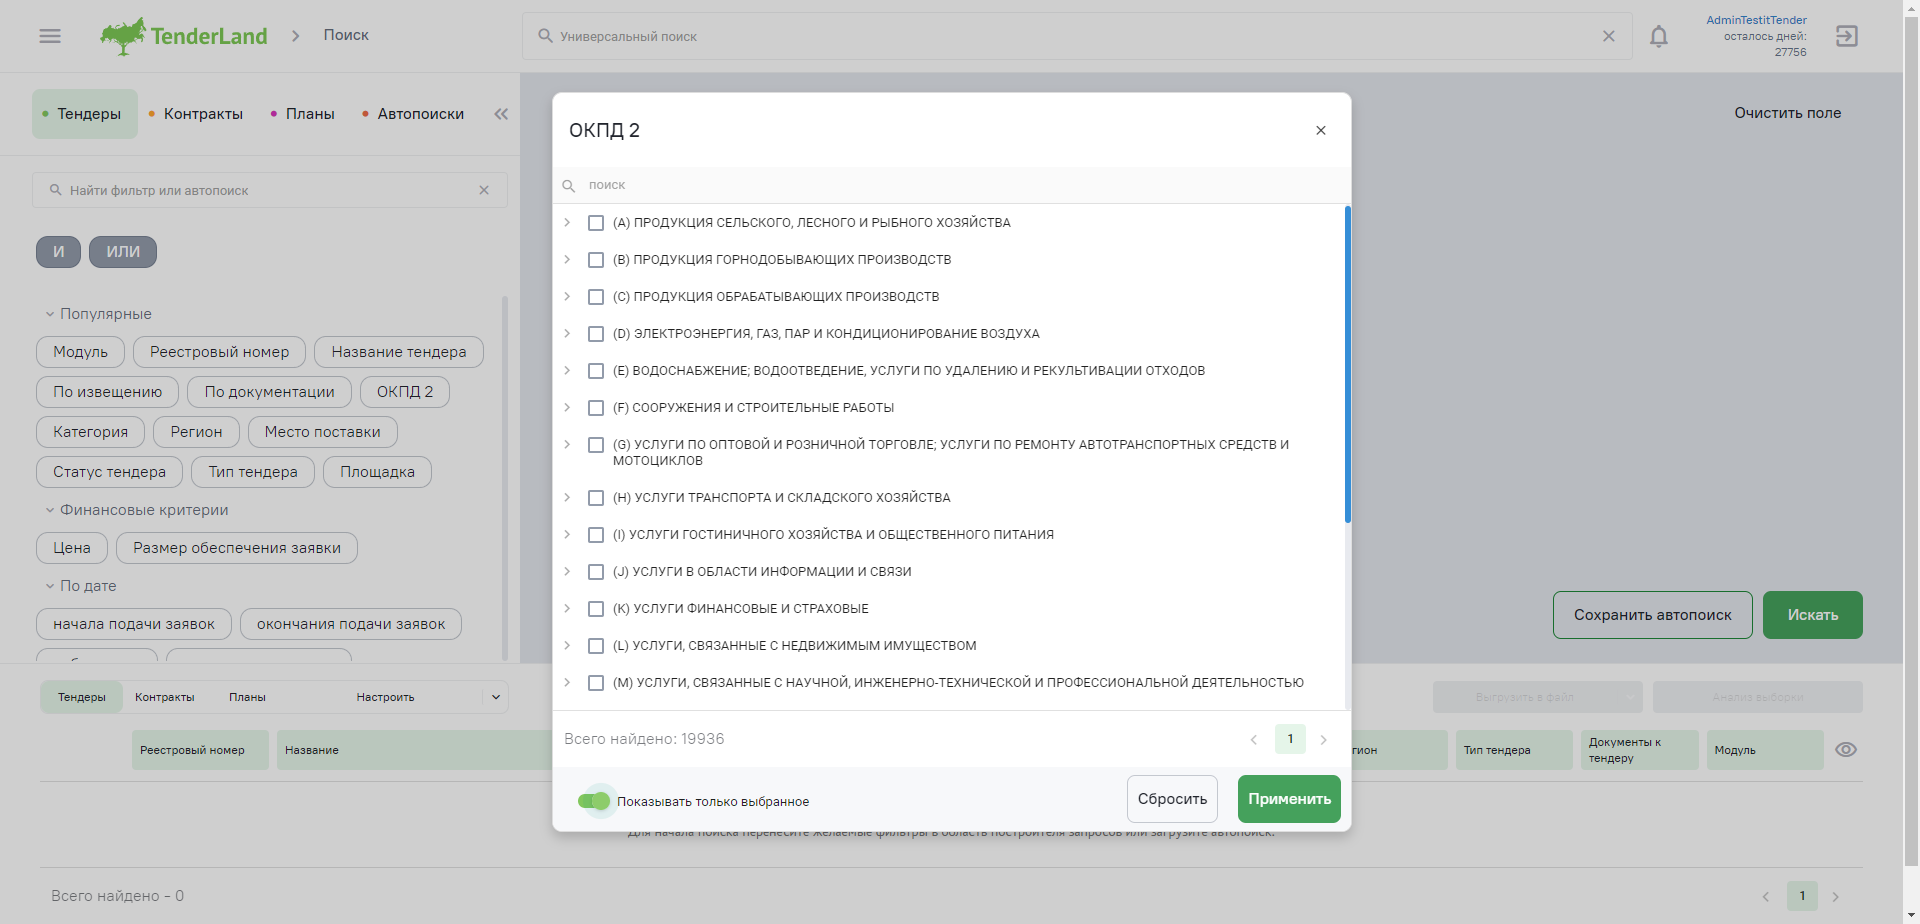 TenderLand
Поиск
Универсальный поиск
AdminTestitTender
осталось дней:
27756
Тендеры
Контракты
Планы
Автопоиски
Очистить поле
Найти фильтр или автопоиск
И
ИЛИ
Популярные
Модуль
Реестровый номер
Название тендера
По извещению
По документации
ОКПД 2
Категория
Регион
Место поставки
Статус тендера
Тип тендера
Площадка
Финансовые критерии
Цена
Размер обеспечения заявки
По дате
начала подачи заявок
окончания подачи заявок
ОКПД 2
поиск
(A) ПРОДУКЦИЯ СЕЛЬСКОГО, ЛЕСНОГО И РЫБНОГО ХОЗЯЙСТВА
(B) ПРОДУКЦИЯ ГОРНОДОБЫВАЮЩИХ ПРОИЗВОДСТВ
(C) ПРОДУКЦИЯ ОБРАБАТЫВАЮЩИХ ПРОИЗВОДСТВ
(D) ЭЛЕКТРОЭНЕРГИЯ, ГАЗ, ПАР И КОНДИЦИОНИРОВАНИЕ ВОЗДУХА
(E) ВОДОСНАБЖЕНИЕ; ВОДООТВЕДЕНИЕ, УСЛУГИ ПО УДАЛЕНИЮ И РЕКУЛЬТИВАЦИИ ОТХОДОВ
(F) СООРУЖЕНИЯ И СТРОИТЕЛЬНЫЕ РАБОТЫ
(G) УСЛУГИ ПО ОПТОВОЙ И РОЗНИЧНОЙ ТОРГОВЛЕ; УСЛУГИ ПО РЕМОНТУ АВТОТРАНСПОРТНЫХ СРЕДСТВ И
МОТОЦИКЛОВ
(H) УСЛУГИ ТРАНСПОРТА И СКЛАДСКОГО ХОЗЯЙСТВА
(I) УСЛУГИ ГОСТИНИЧНОГО ХОЗЯЙСТВА И ОБЩЕСТВЕННОГО ПИТАНИЯ
(J) УСЛУГИ В ОБЛАСТИ ИНФОРМАЦИИ И СВЯЗИ
(K) УСЛУГИ ФИНАНСОВЫЕ И СТРАХОВЫЕ
(L) УСЛУГИ, СВЯЗАННЫЕ С НЕДВИЖИМЫМ ИМУЩЕСТВОМ
(M) УСЛУГИ, СВЯЗАННЫЕ С НАУЧНОЙ, ИНЖЕНЕРНО-ТЕХНИЧЕСКОЙ И ПРОФЕССИОНАЛЬНОЙ ДЕЯТЕЛЬНОСТЬЮ
Всего найдено: 19936
1
Показывать только выбранное
Сбросить
Применить
Сохранить автопоиск
Искать
Тендеры
Контракты
Планы
Настроить
Выгрузить в файл
Анализ выборки
Реестровый номер
Название
гион
Тип тендера
Документы к
тендеру
Модуль
Для начала поиска перенесите желаемые фильтры в область построителя запросов или загрузите автопоиск.
Всего найдено - 0
1